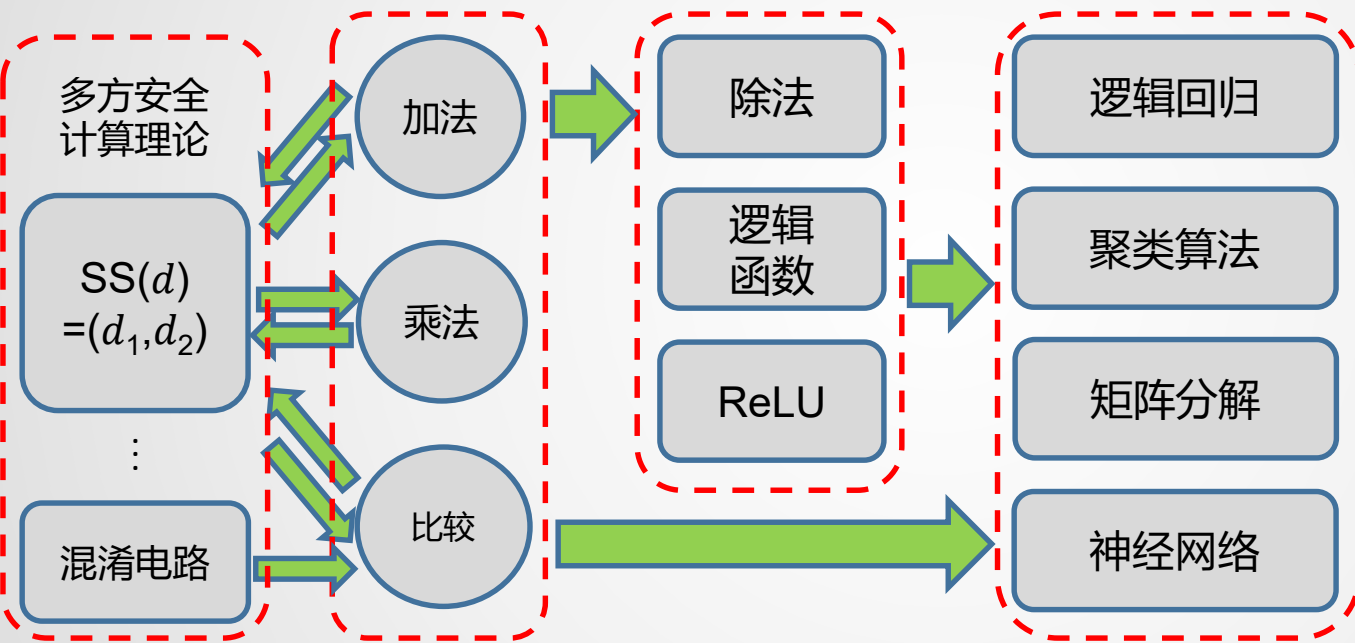 多方安全
计算理论
SS(d)
=(d₁,d₂)
⋮
混淆电路
加法
乘法
比较
除法
逻辑
函数
ReLU
逻辑回归
聚类算法
矩阵分解
神经网络